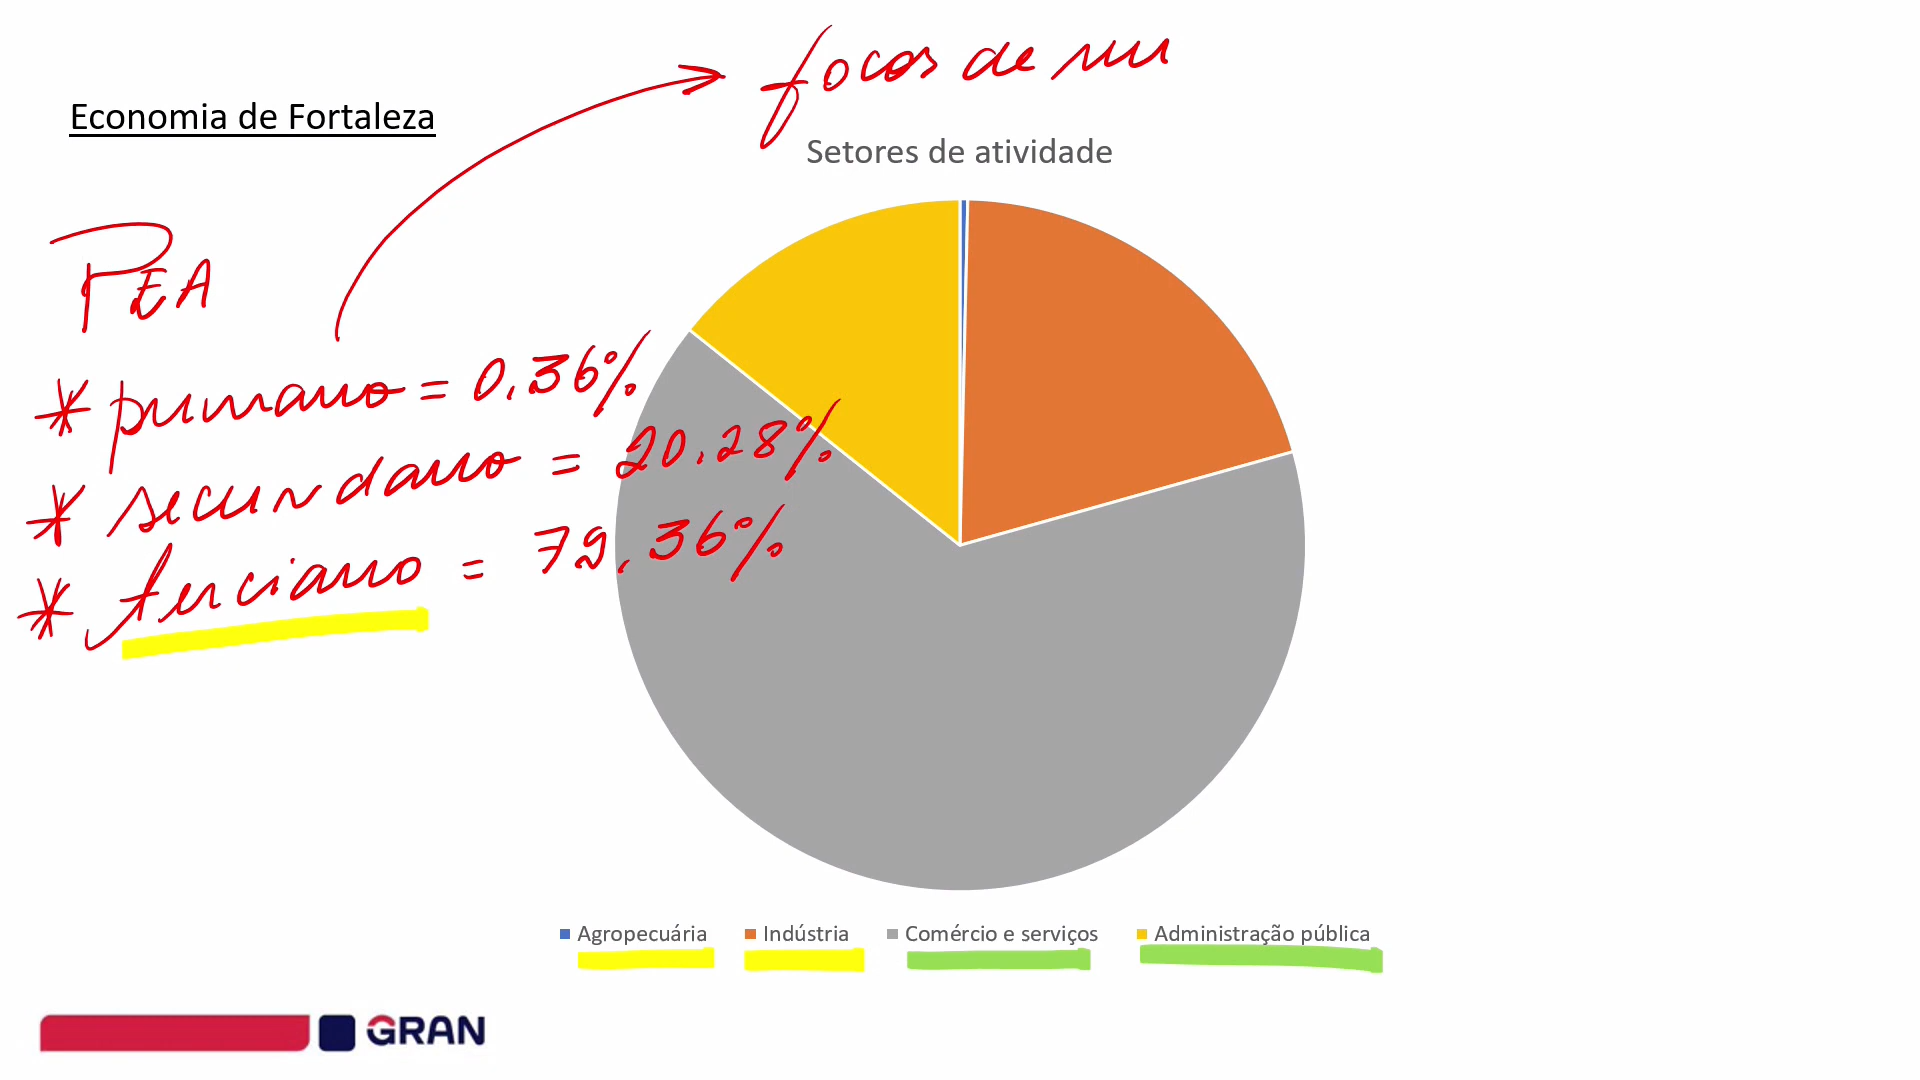 focos de
Economia de Fortaleza
Setores de atividade
PEA
* primario = 0,36%
* secundario = 20,28%
* terciario = 79,36%
Agropecuária Indústria Comércio e serviços Administração pública
GRAN